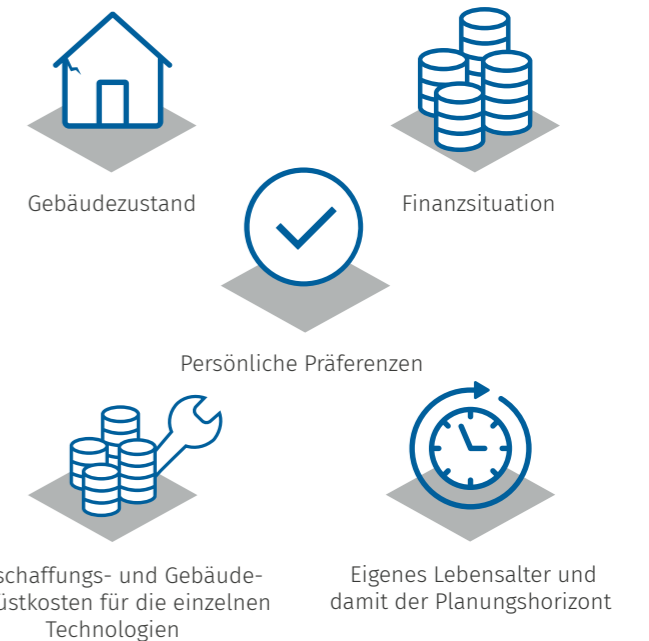 Gebäudezustand
Finanzsituation
Persönliche Präferenzen
schaffungs- und Gebäude-
üstkosten für die einzelnen
Technologien
Eigenes Lebensalter und
damit der Planungshorizont